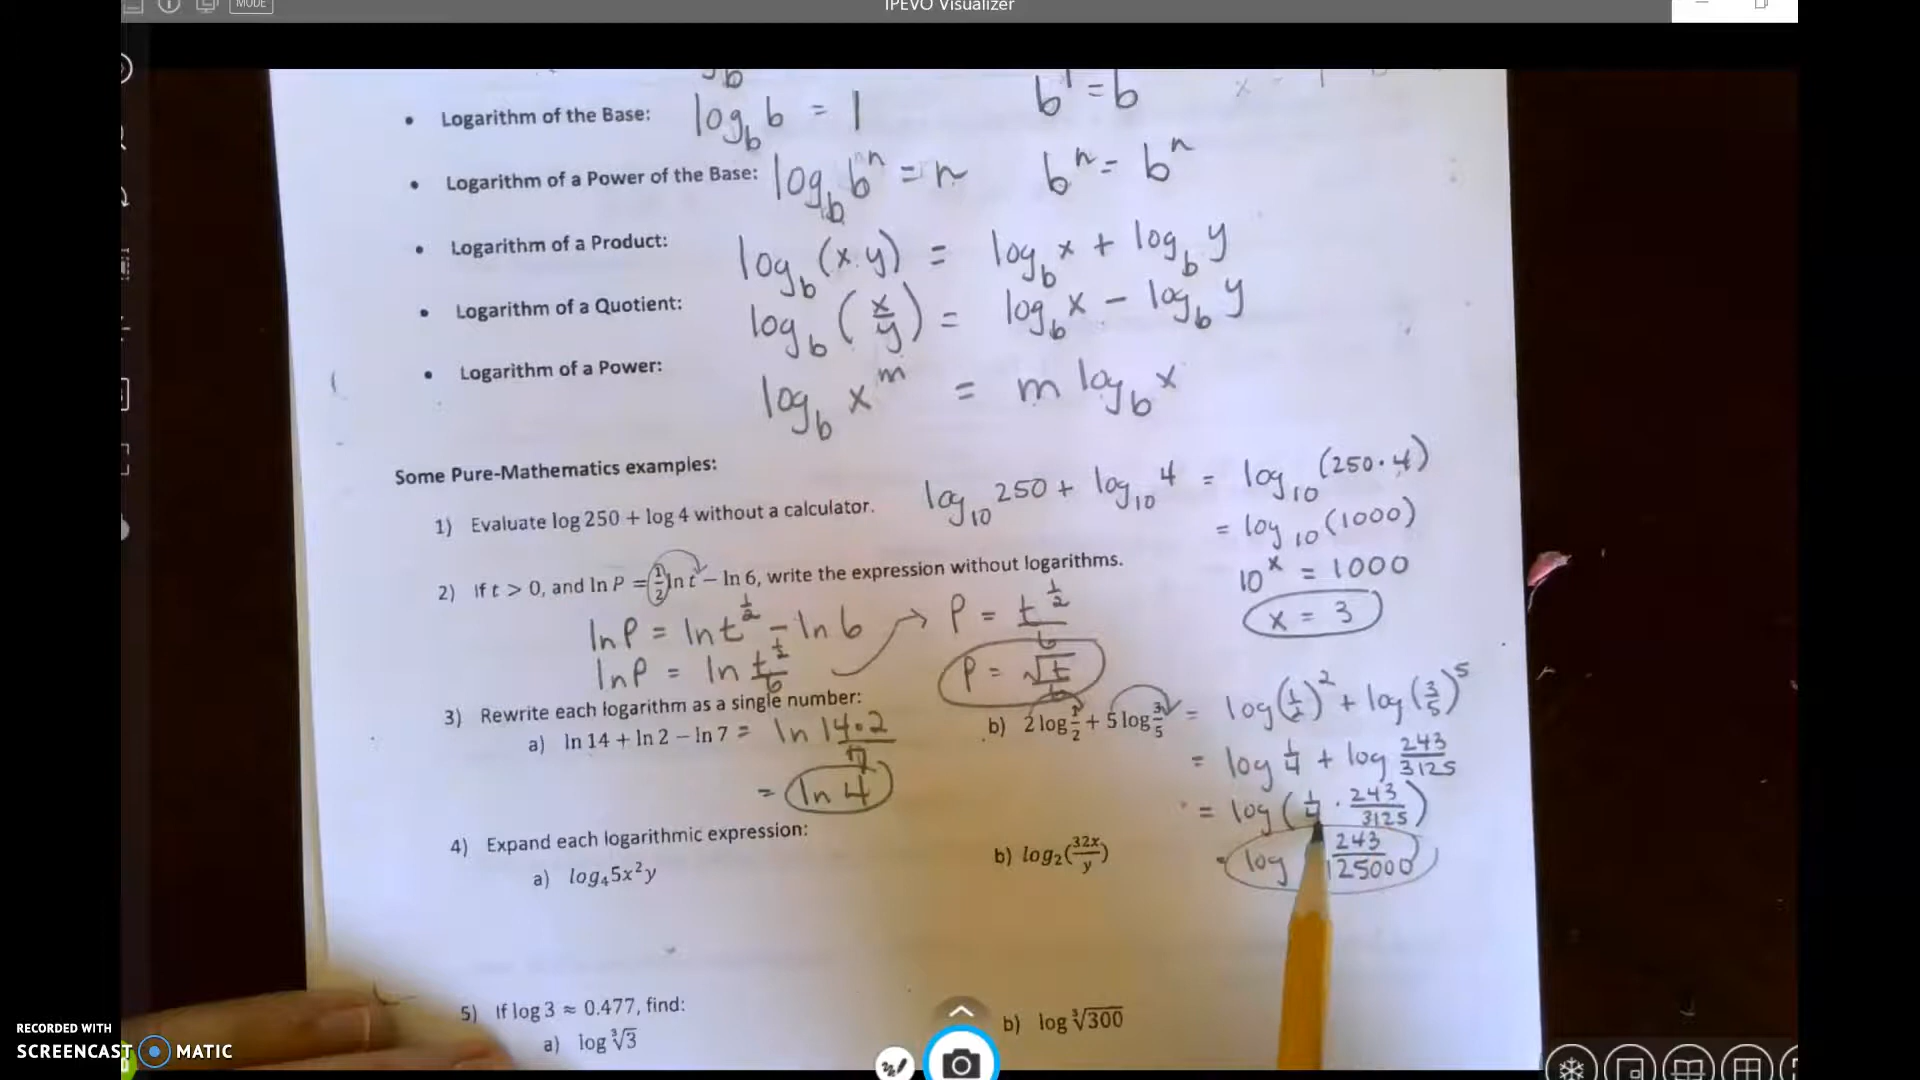 IPEVO Visualizer
MODE
• Logarithm of the Base: log_b b = 1 b^1 = b
• Logarithm of a Power of the Base: log_b b^n = n b^n = b^n
• Logarithm of a Product: log_b (x·y) = log_b x + log_b y
• Logarithm of a Quotient: log_b (x/y) = log_b x − log_b y
• Logarithm of a Power: log_b x^m = m log_b x
Some Pure-Mathematics examples:
1) Evaluate log 250 + log 4 without a calculator. log_10 250 + log_10 4 = log_10 (250·4)
= log_10 (1000)
10^x = 1000
x = 3
2) If t > 0, and ln P = 1/2 ln t − ln 6, write the expression without logarithms.
ln P = ln t^1/2 − ln 6 → P = t^1/2 / 6
ln P = ln t^1/2 / 6 P = √t / 6
3) Rewrite each logarithm as a single number:
a) ln 14 + ln 2 − ln 7 = ln 14·2 / 7
= ln 4
b) 2 log 1/2 + 5 log 3/5 = log (1/2)^2 + log (3/5)^5
= log 1/4 + log 243/3125
= log (1/4 · 243/3125)
= log 243/125000
4) Expand each logarithmic expression:
a) log₄5x²y b) log₂(32x/y)
5) If log 3 ≈ 0.477, find:
a) log ∛3 b) log ∛300
RECORDED WITH
SCREENCAST MATIC